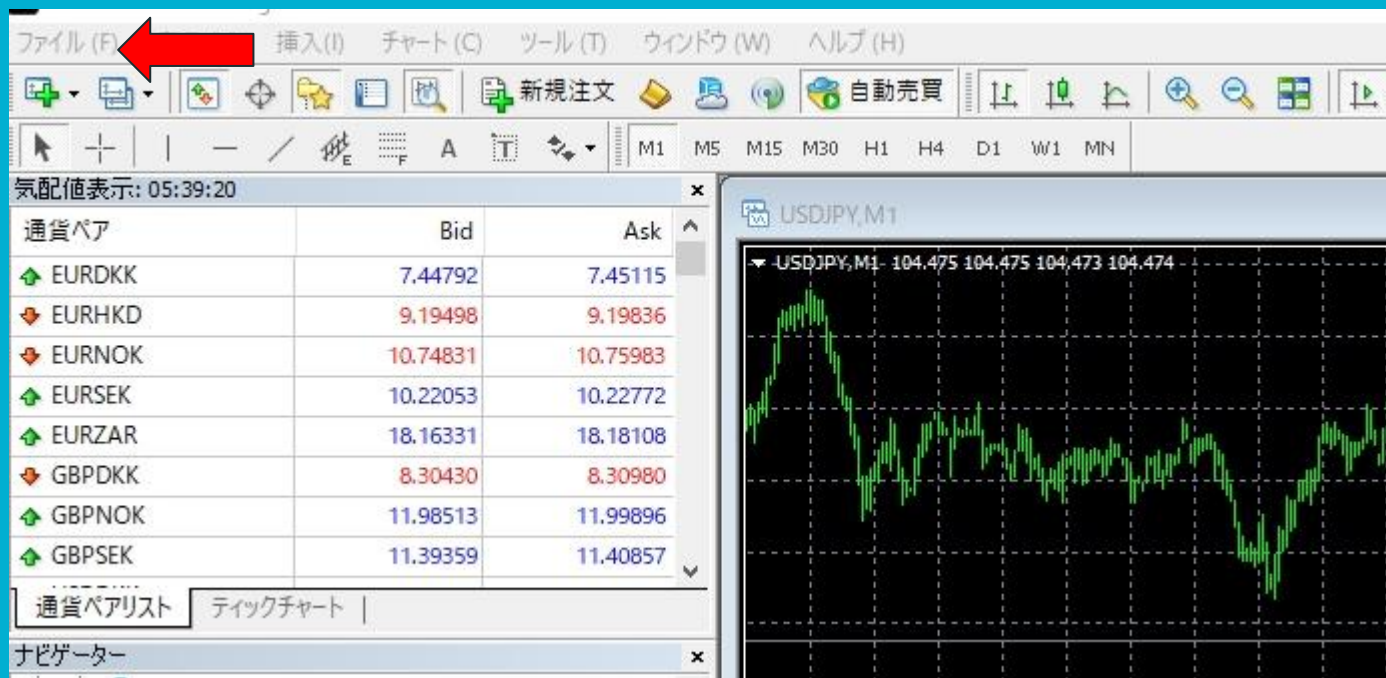 ファイル (F) 挿入(I) チャート (C) ツール (T) ウィンドウ (W) ヘルプ (H)
新規注文 自動売買
E F A T M1 M5 M15 M30 H1 H4 D1 W1 MN
気配値表示: 05:39:20
通貨ペア Bid Ask
EURDKK 7.44792 7.45115
EURHKD 9.19498 9.19836
EURNOK 10.74831 10.75983
EURSEK 10.22053 10.22772
EURZAR 18.16331 18.18108
GBPDKK 8.30430 8.30980
GBPNOK 11.98513 11.99896
GBPSEK 11.39359 11.40857
通貨ペアリスト ティックチャート
ナビゲーター
USDJPY,M1
USDJPY,M1 104.475 104.475 104.473 104.474